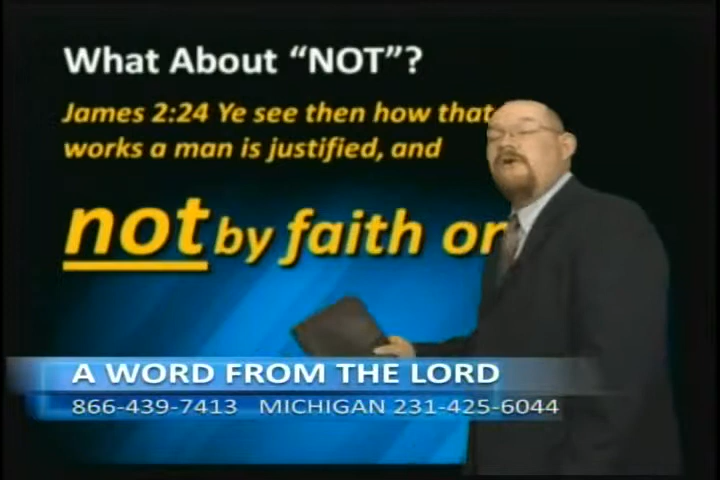 What About “NOT”?
James 2:24 Ye see then how that
works a man is justified, and
not by faith on
A WORD FROM THE LORD
866-439-7413 MICHIGAN 231-425-6044